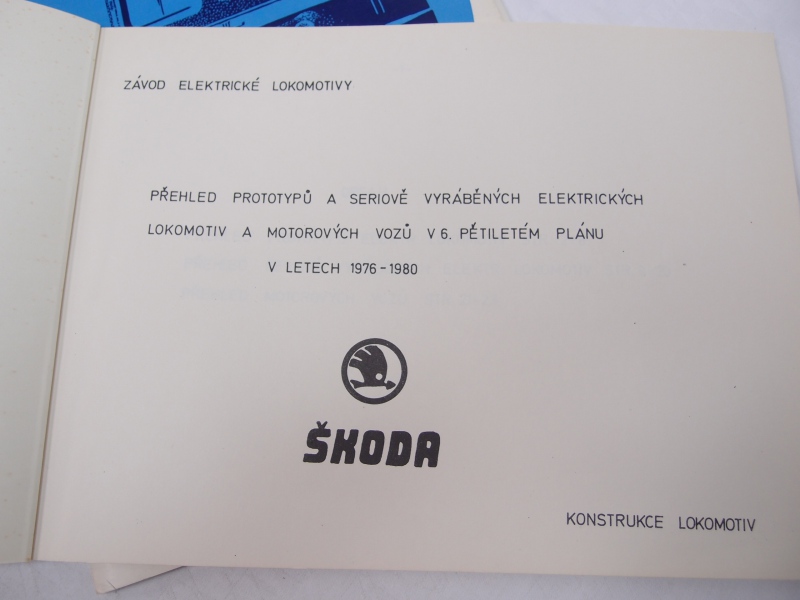 ZÁVOD ELEKTRICKÉ LOKOMOTIVY
PŘEHLED PROTOTYPŮ A SERIOVĚ VYRÁBĚNÝCH ELEKTRICKÝCH
LOKOMOTIV A MOTOROVÝCH VOZŮ V 6. PĚTILETÉM PLÁNU
V LETECH 1976-1980
ŠKODA
KONSTRUKCE LOKOMOTIV